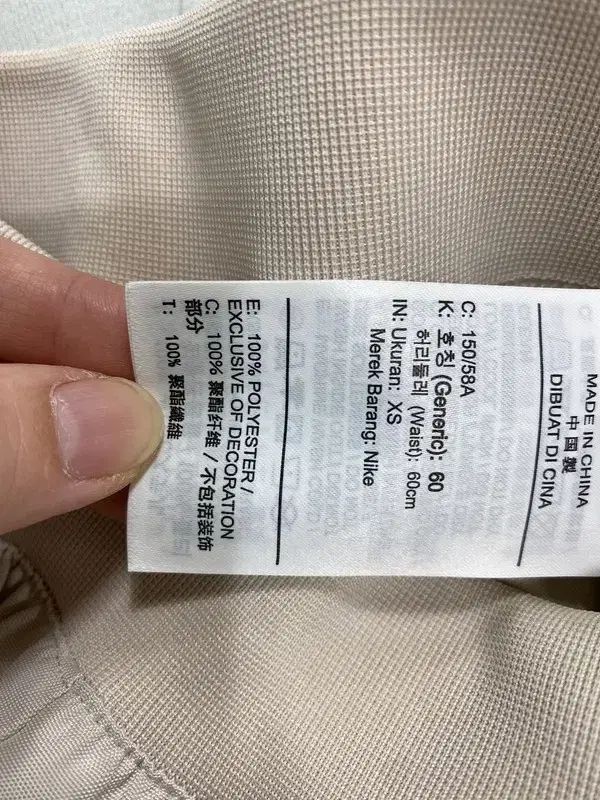 MADE IN CHINA
中國製
DIBUAT DI CINA
C: 150/58A
K: 호칭 (Generic): 60
허리둘레 (Waist): 60cm
IN: Ukuran: XS
Merek Barang: Nike
E: 100% POLYESTER /
EXCLUSIVE OF DECORATION
C: 100% 聚酯纤维 / 不包括装饰
部分
T: 100% 聚酯纖維